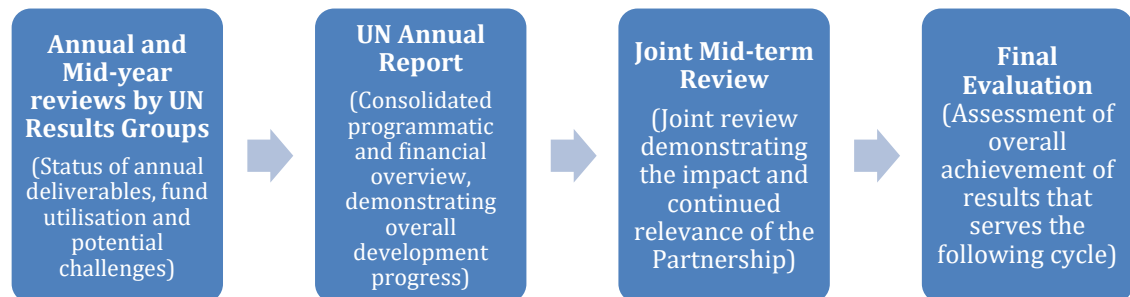 Annual and
Mid-year
reviews by UN
Results Groups
(Status of annual
deliverables, fund
utilisation and
potential
challenges)
UN Annual
Report
(Consolidated
programmatic
and financial
overview,
demonstrating
overall
development
progress)
Joint Mid-term
Review
(Joint review
demonstrating
the impact and
continued
relevance of the
Partnership)
Final
Evaluation
(Assessment of
overall
achievement of
results that
serves the
following cycle)